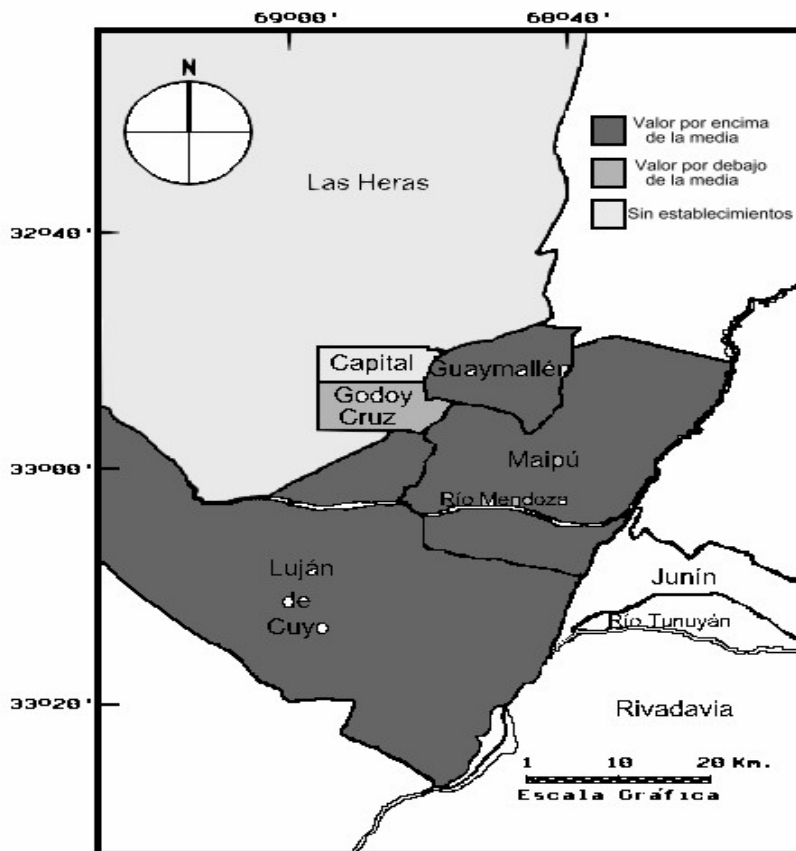 69º00'
68º40'
N
Valor por encima
de la media
Valor por debajo
de la media
Sin establecimientos
Las Heras
32º40'
Capital
Guaymallén
Godoy
Cruz
Maipú
33º00'
Río Mendoza
Luján
de
Cuyo
Junín
Río Tunuyán
33º20'
Rivadavia
1 10 20 Km.
Escala Gráfica